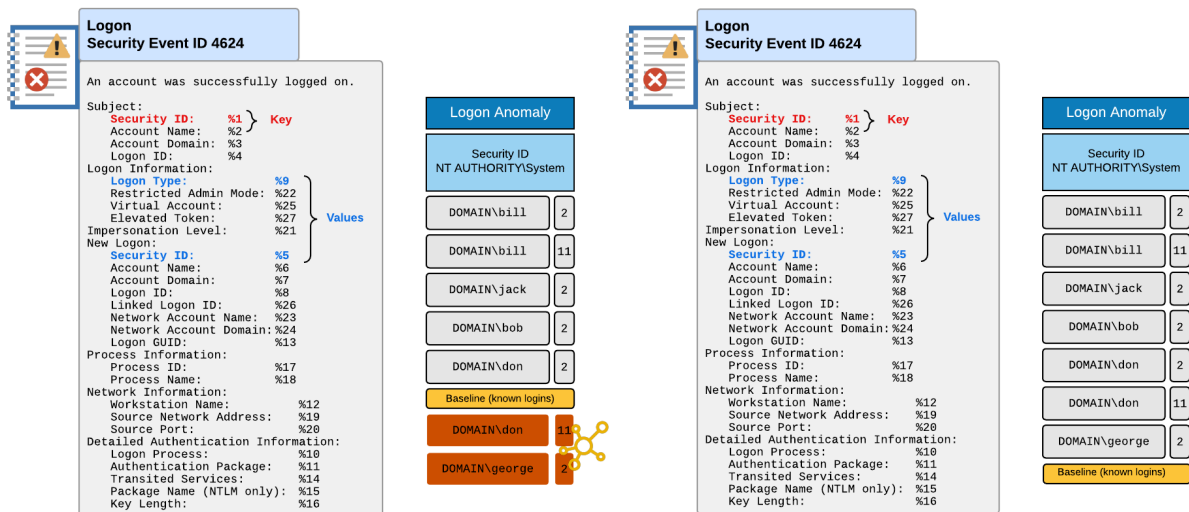 Logon
Security Event ID 4624
An account was successfully logged on.
Subject:
Security ID: %1
Key
Account Name: %2
Account Domain: %3
Logon ID: %4
Logon Information:
Logon Type: %9
Restricted Admin Mode: %22
Virtual Account: %25
Elevated Token: %27
Values
Impersonation Level: %21
New Logon:
Security ID: %5
Account Name: %6
Account Domain: %7
Logon ID: %8
Linked Logon ID: %26
Network Account Name: %23
Network Account Domain: %24
Logon GUID: %13
Process Information:
Process ID: %17
Process Name: %18
Network Information:
Workstation Name: %12
Source Network Address: %19
Source Port: %20
Detailed Authentication Information:
Logon Process: %10
Authentication Package: %11
Transited Services: %14
Package Name (NTLM only): %15
Key Length: %16
Logon Anomaly
Security ID
NT AUTHORITY\System
DOMAIN\bill 2
DOMAIN\bill 11
DOMAIN\jack 2
DOMAIN\bob 2
DOMAIN\don 2
Baseline (known logins)
DOMAIN\don 11
DOMAIN\george 2
Logon
Security Event ID 4624
An account was successfully logged on.
Subject:
Security ID: %1
Key
Account Name: %2
Account Domain: %3
Logon ID: %4
Logon Information:
Logon Type: %9
Restricted Admin Mode: %22
Virtual Account: %25
Elevated Token: %27
Values
Impersonation Level: %21
New Logon:
Security ID: %5
Account Name: %6
Account Domain: %7
Logon ID: %8
Linked Logon ID: %26
Network Account Name: %23
Network Account Domain: %24
Logon GUID: %13
Process Information:
Process ID: %17
Process Name: %18
Network Information:
Workstation Name: %12
Source Network Address: %19
Source Port: %20
Detailed Authentication Information:
Logon Process: %10
Authentication Package: %11
Transited Services: %14
Package Name (NTLM only): %15
Key Length: %16
Logon Anomaly
Security ID
NT AUTHORITY\System
DOMAIN\bill 2
DOMAIN\bill 11
DOMAIN\jack 2
DOMAIN\bob 2
DOMAIN\don 2
DOMAIN\don 11
DOMAIN\george 2
Baseline (known logins)